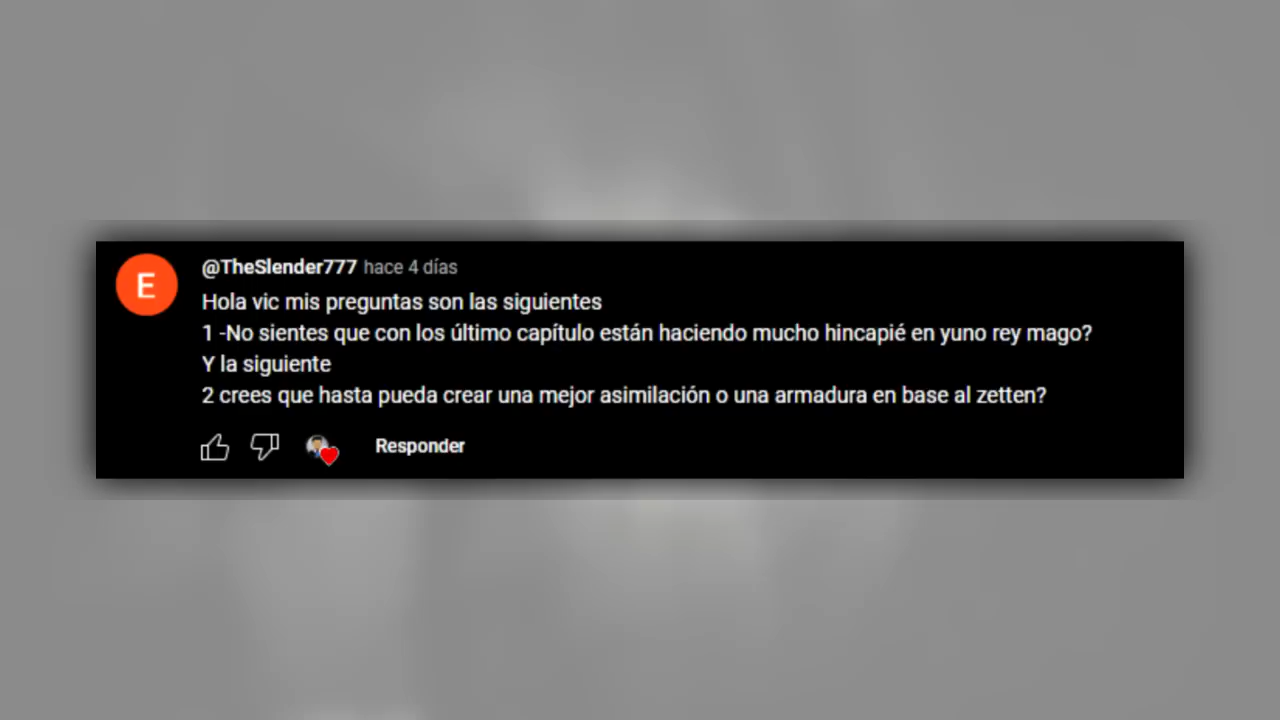 E
@TheSlender777 hace 4 días
Hola vic mis preguntas son las siguientes
1 -No sientes que con los último capítulo están haciendo mucho hincapié en yuno rey mago?
Y la siguiente
2 crees que hasta pueda crear una mejor asimilación o una armadura en base al zetten?
Responder